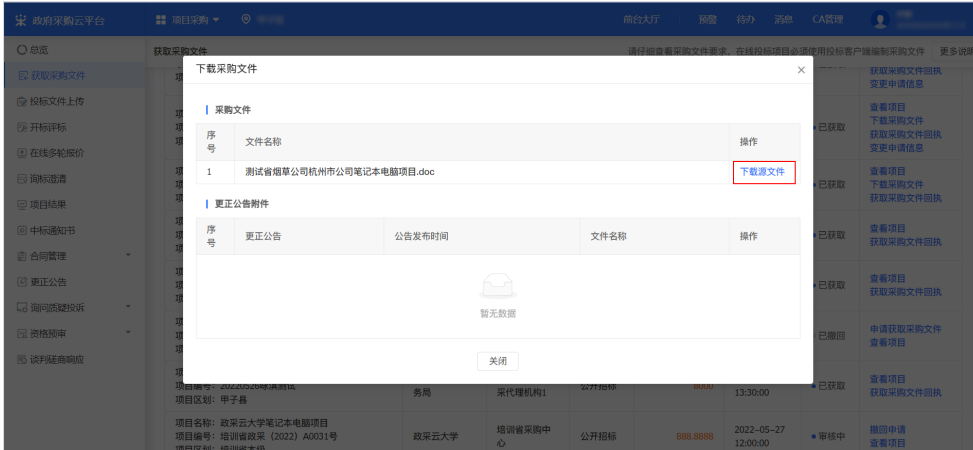 政府采购云平台
项目采购
前台大厅
预警
待办
消息
CA管理
总览
获取采购文件
投标文件上传
开标评标
在线多轮报价
询标澄清
项目结果
中标通知书
合同管理
更正公告
询问质疑投诉
资格预审
谈判磋商响应
获取采购文件
请仔细查看采购文件要求，在线投标项目必须使用投标客户端编制采购文件
更多说明
下载采购文件
采购文件
序号
文件名称
操作
1
测试省烟草公司杭州市公司笔记本电脑项目.doc
下载源文件
更正公告附件
序号
更正公告
公告发布时间
文件名称
操作
暂无数据
关闭
获取采购文件回执
变更申请信息
已获取
查看项目
下载采购文件
获取采购文件回执
变更申请信息
已获取
查看项目
下载采购文件
获取采购文件回执
已获取
查看项目
获取采购文件回执
已获取
查看项目
获取采购文件回执
已撤回
申请获取采购文件
查看项目
项目区划：甲子县
务局
采代理机构1
公开招标
8000
13:30:00
已获取
查看项目
获取采购文件回执
项目名称：政采云大学笔记本电脑项目
项目编号：培训省政采（2022）A0031号
项目区划：培训省本级
政采云大学
培训省采购中心
公开招标
888.8888
2022-05-27
12:00:00
审核中
撤回申请
查看项目